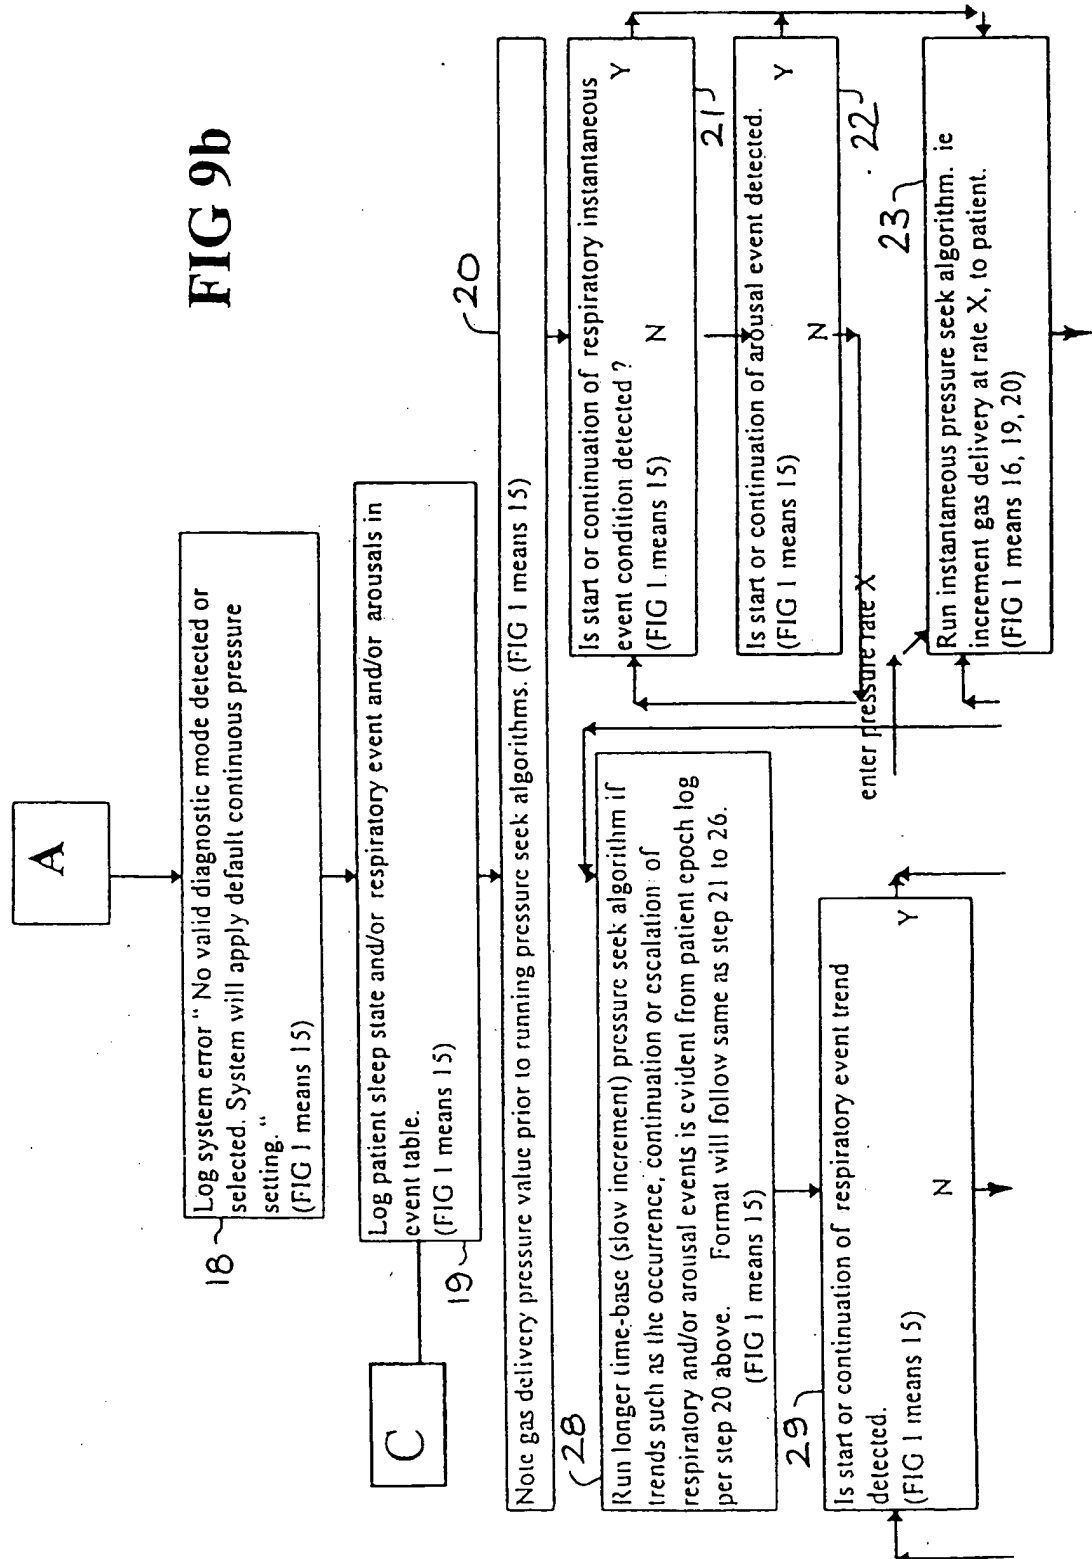 FIG 9b
A
18
Log system error " No valid diagnostic mode detected or
selected. System will apply default continuous pressure
setting."
(FIG 1 means 15)
C
19
Log patient sleep state and/or respiratory event and/or arousals in
event table.
(FIG 1 means 15)
20
Note gas delivery pressure value prior to running pressure seek algorithms. (FIG 1 means 15)
28
Run longer time-base (slow increment) pressure seek algorithm if
trends such as the occurrence, continuation or escalation of
respiratory and/or arousal events is evident from patient epoch log
per step 20 above. Format will follow same as step 21 to 26.
(FIG 1 means 15)
29
Is start or continuation of respiratory event trend
detected.
(FIG 1 means 15)
N
Y
Is start or continuation of respiratory instantaneous
event condition detected ?
(FIG 1 means 15)
N
Y
21
Is start or continuation of arousal event detected.
(FIG 1 means 15)
N
Y
22
enter pressure rate X
23
Run instantaneous pressure seek algorithm. ie
increment gas delivery at rate X, to patient.
(FIG 1 means 16, 19, 20)